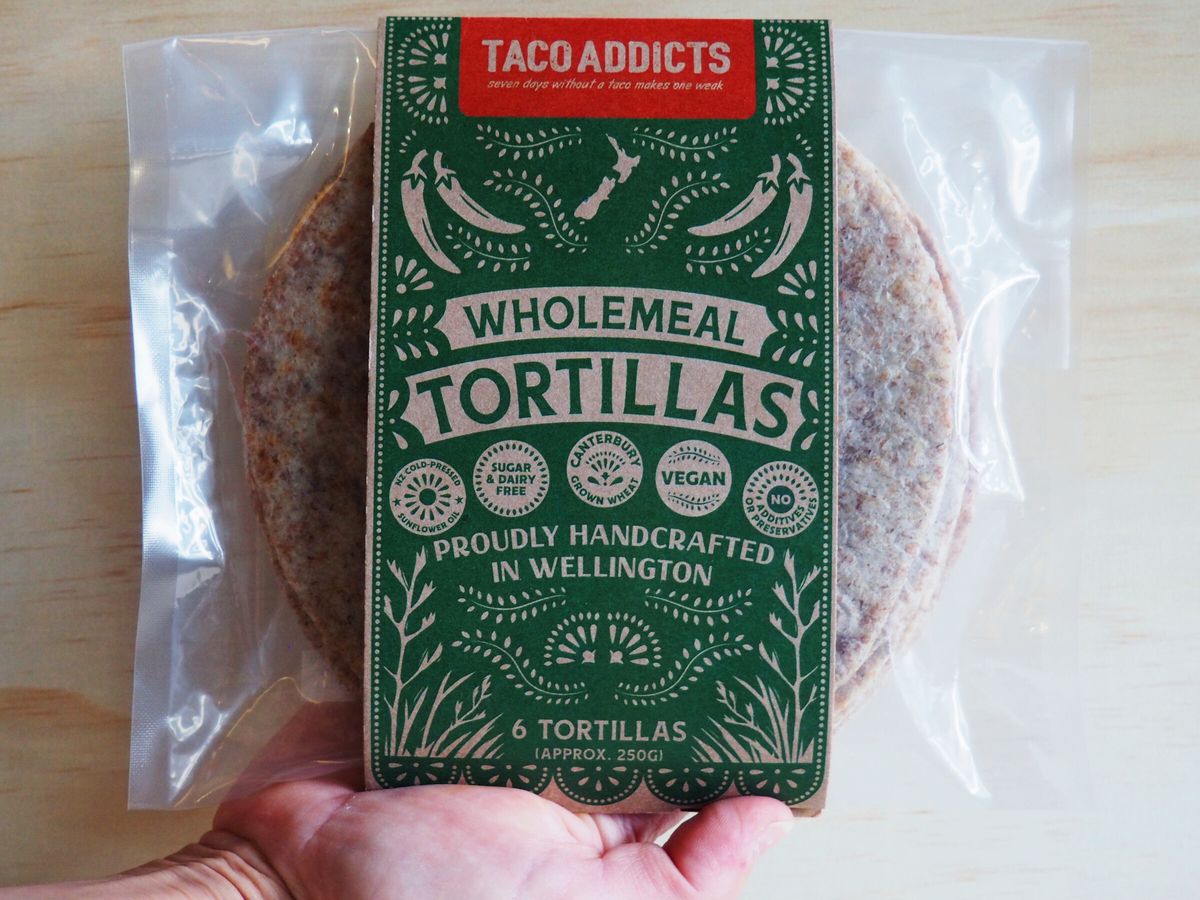 TACO ADDICTS
seven days without a taco makes one weak
WHOLEMEAL
TORTILLAS
NZ COLD-PRESSED
SUNFLOWER OIL
SUGAR
& DAIRY
FREE
CANTERBURY
GROWN WHEAT
VEGAN
NO
ADDITIVES
OR PRESERVATIVES
PROUDLY HANDCRAFTED
IN WELLINGTON
6 TORTILLAS
(APPROX. 250G)